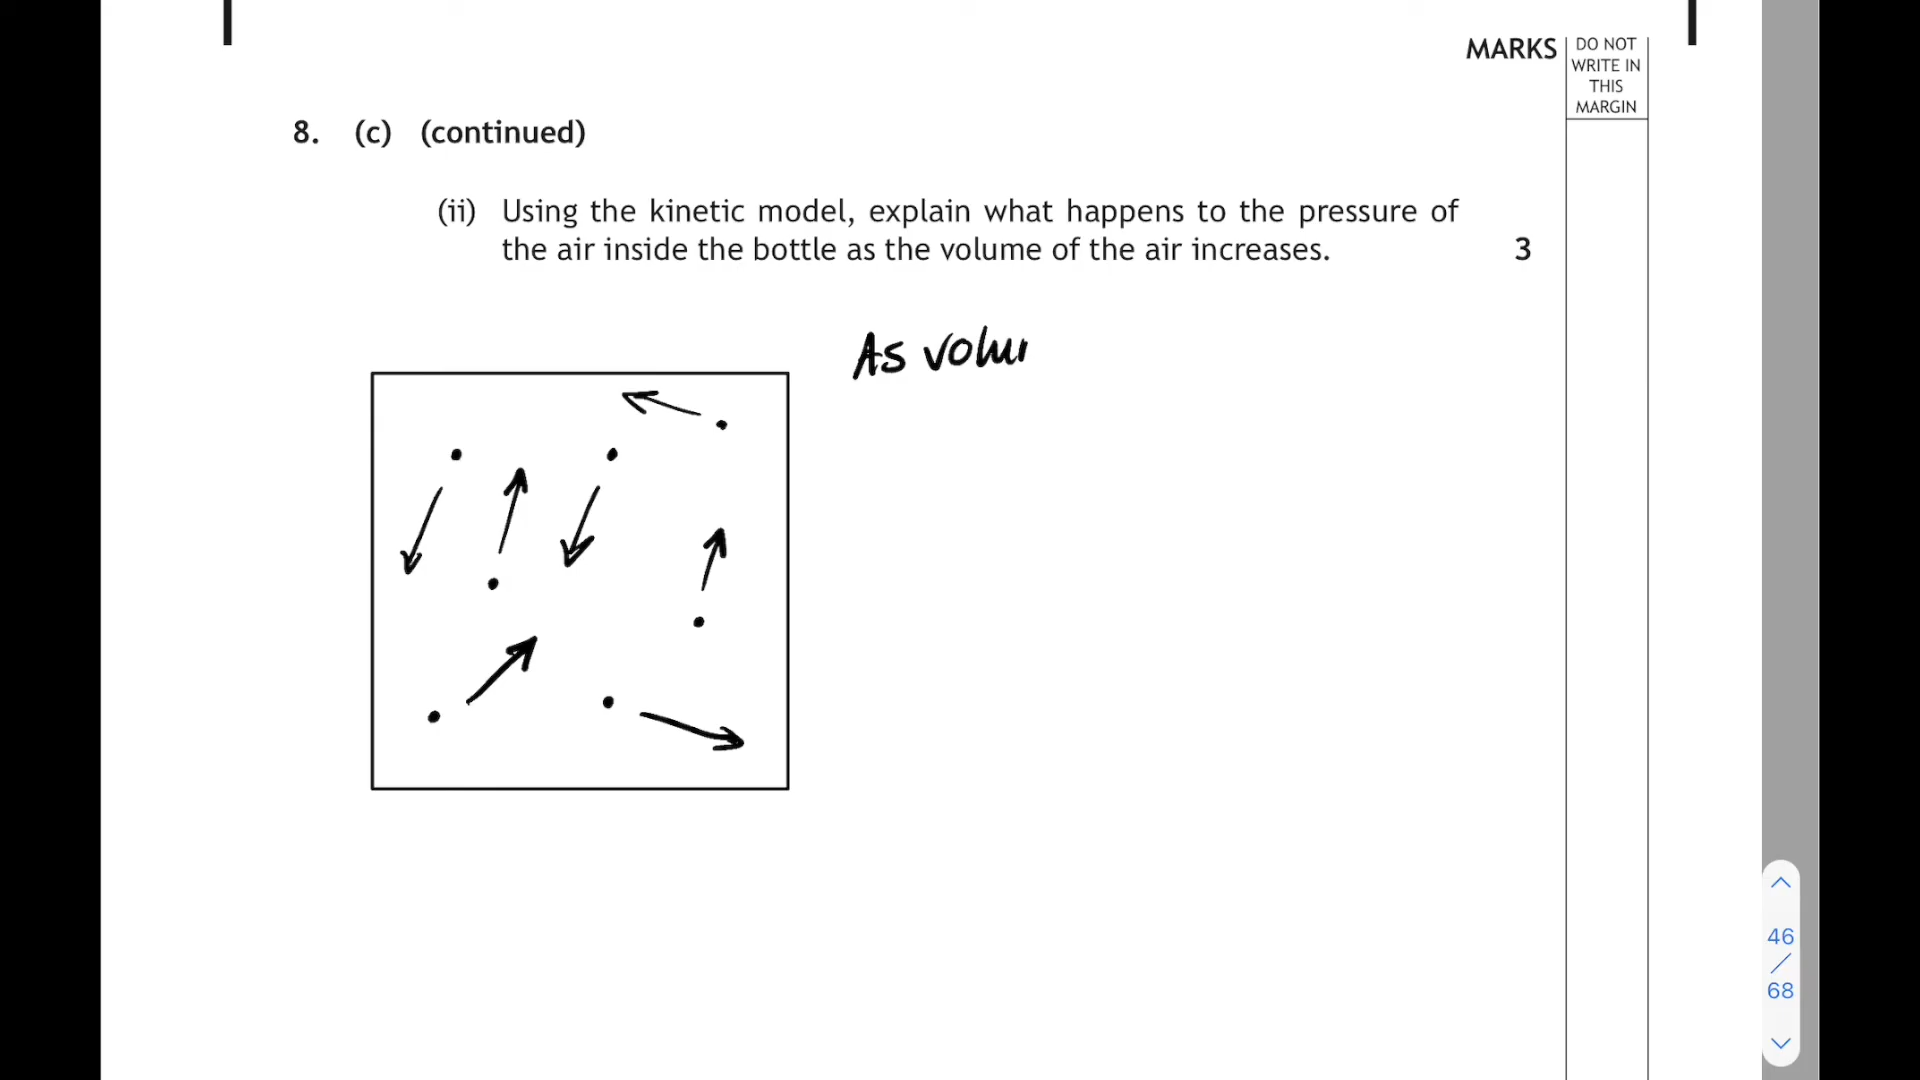 MARKS
DO NOT
WRITE IN
THIS
MARGIN
8. (c) (continued)
(ii) Using the kinetic model, explain what happens to the pressure of
the air inside the bottle as the volume of the air increases. 3
As volu
46
/
68